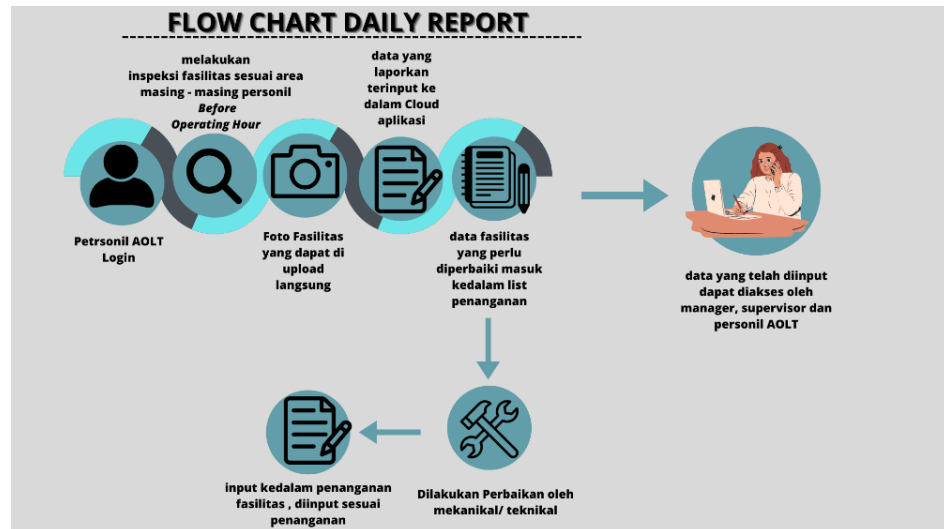 FLOW CHART DAILY REPORT
melakukan
inspeksi fasilitas sesuai area
masing - masing personil
Before
Operating Hour
data yang
laporkan
terinput ke
dalam Cloud
aplikasi
Petrsonil AOLT
Login
Foto Fasilitas
yang dapat di
upload
langsung
data fasilitas
yang perlu
diperbaiki masuk
kedalam list
penanganan
data yang telah diinput
dapat diakses oleh
manager, supervisor dan
personil AOLT
input kedalam penanganan
fasilitas , diinput sesuai
penanganan
Dilakukan Perbaikan oleh
mekanikal/ teknikal